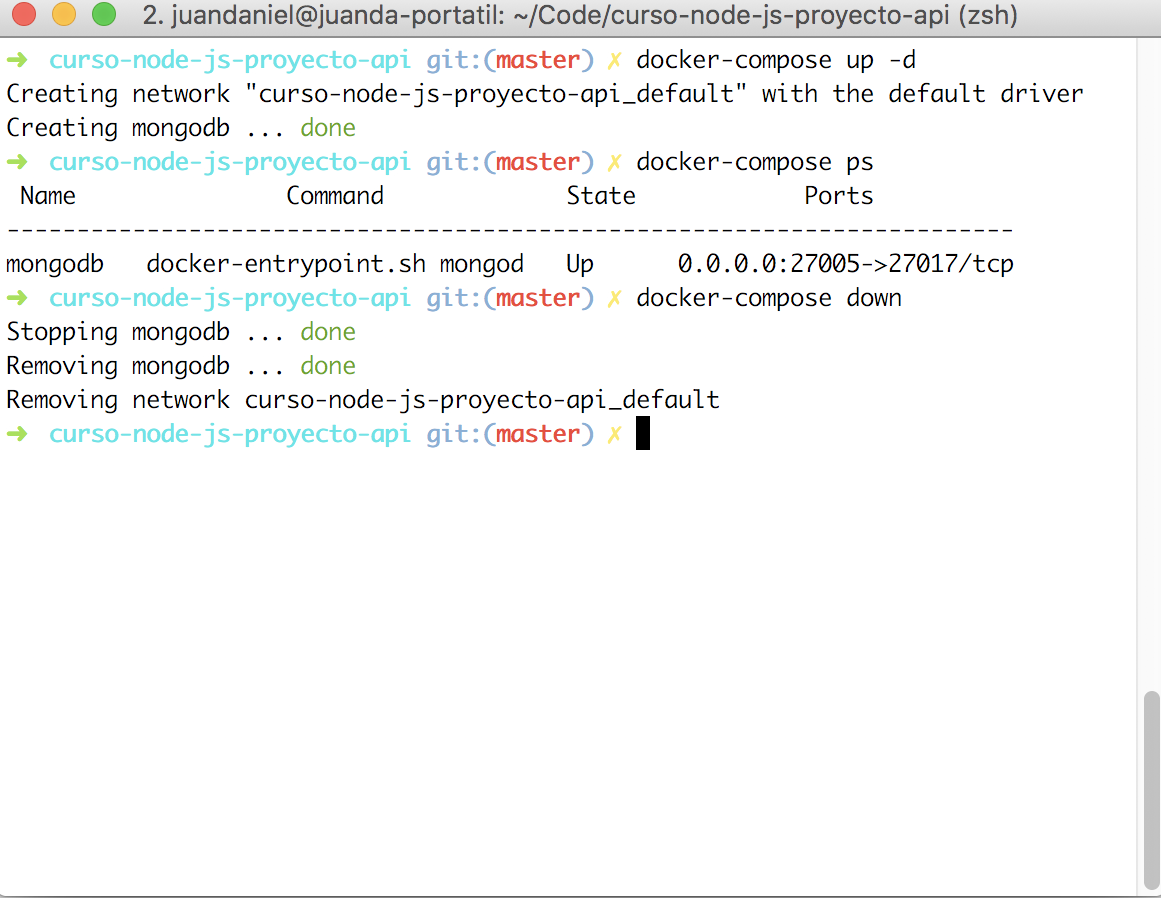 2. juandaniel@juanda-portatil: ~/Code/curso-node-js-proyecto-api (zsh)
➜  curso-node-js-proyecto-api git:(master) ✗ docker-compose up -d
Creating network "curso-node-js-proyecto-api_default" with the default driver
Creating mongodb ... done
➜  curso-node-js-proyecto-api git:(master) ✗ docker-compose ps
 Name               Command             State            Ports
------------------------------------------------------------------------
mongodb   docker-entrypoint.sh mongod   Up      0.0.0.0:27005->27017/tcp
➜  curso-node-js-proyecto-api git:(master) ✗ docker-compose down
Stopping mongodb ... done
Removing mongodb ... done
Removing network curso-node-js-proyecto-api_default
➜  curso-node-js-proyecto-api git:(master) ✗